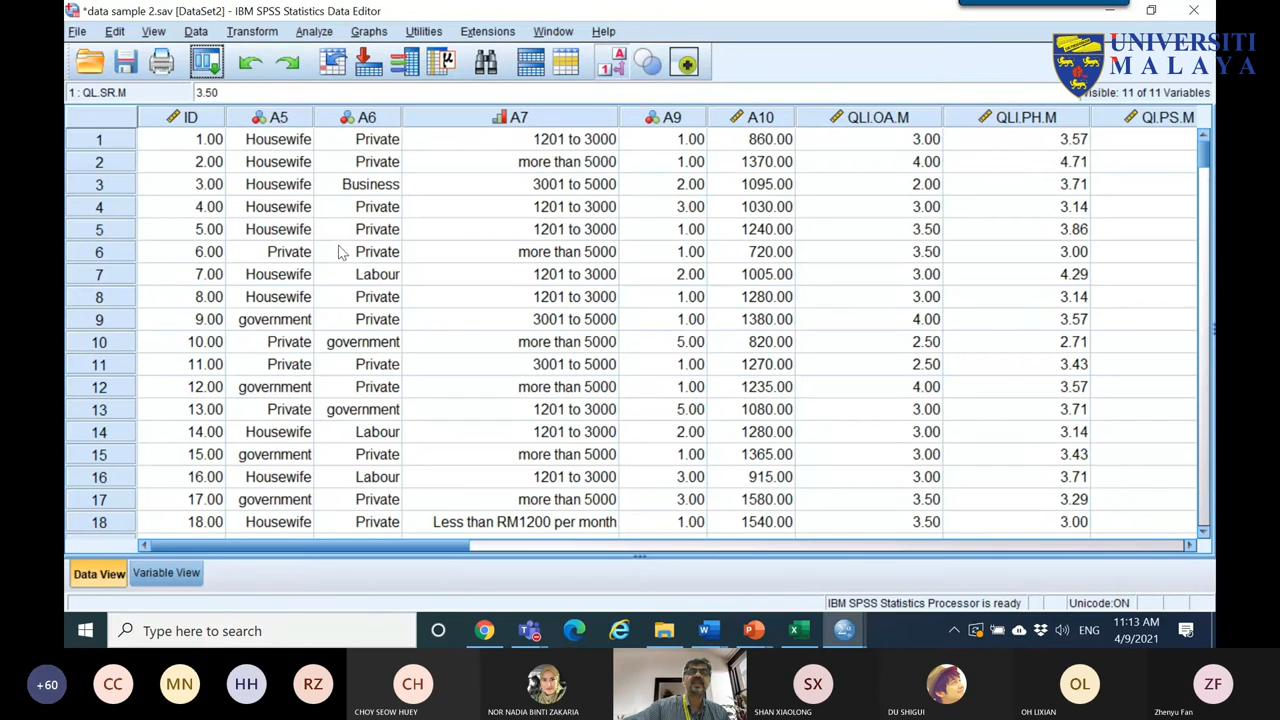 *data sample 2.sav [DataSet2] - IBM SPSS Statistics Data Editor
File Edit View Data Transform Analyze Graphs Utilities Extensions Window Help
UNIVERSITI
MALAYA
1 : QL.SR.M 3.50 Visible: 11 of 11 Variables
ID A5 A6 A7 A9 A10 QLI.OA.M QLI.PH.M QI.PS.M
1 1.00 Housewife Private 1201 to 3000 1.00 860.00 3.00 3.57
2 2.00 Housewife Private more than 5000 1.00 1370.00 4.00 4.71
3 3.00 Housewife Business 3001 to 5000 2.00 1095.00 2.00 3.71
4 4.00 Housewife Private 1201 to 3000 3.00 1030.00 3.00 3.14
5 5.00 Housewife Private 1201 to 3000 1.00 1240.00 3.50 3.86
6 6.00 Private Private more than 5000 1.00 720.00 3.50 3.00
7 7.00 Housewife Labour 1201 to 3000 2.00 1005.00 3.00 4.29
8 8.00 Housewife Private 1201 to 3000 1.00 1280.00 3.00 3.14
9 9.00 government Private 3001 to 5000 1.00 1380.00 4.00 3.57
10 10.00 Private government more than 5000 5.00 820.00 2.50 2.71
11 11.00 Private Private 3001 to 5000 1.00 1270.00 2.50 3.43
12 12.00 government Private more than 5000 1.00 1235.00 4.00 3.57
13 13.00 Private government 1201 to 3000 5.00 1080.00 3.00 3.71
14 14.00 Housewife Labour 1201 to 3000 2.00 1280.00 3.00 3.14
15 15.00 government Private more than 5000 1.00 1365.00 3.00 3.43
16 16.00 Housewife Labour 1201 to 3000 3.00 915.00 3.00 3.71
17 17.00 government Private more than 5000 3.00 1580.00 3.50 3.29
18 18.00 Housewife Private Less than RM1200 per month 1.00 1540.00 3.50 3.00
Data View Variable View
IBM SPSS Statistics Processor is ready Unicode:ON
Type here to search
ENG
11:13 AM
4/9/2021
+60 CC MN HH RZ CH SX OL ZF
CHOY SEOW HUEY NOR NADIA BINTI ZAKARIA SHAN XIAOLONG DU SHIGUI OH LIXIAN Zhenyu Fan